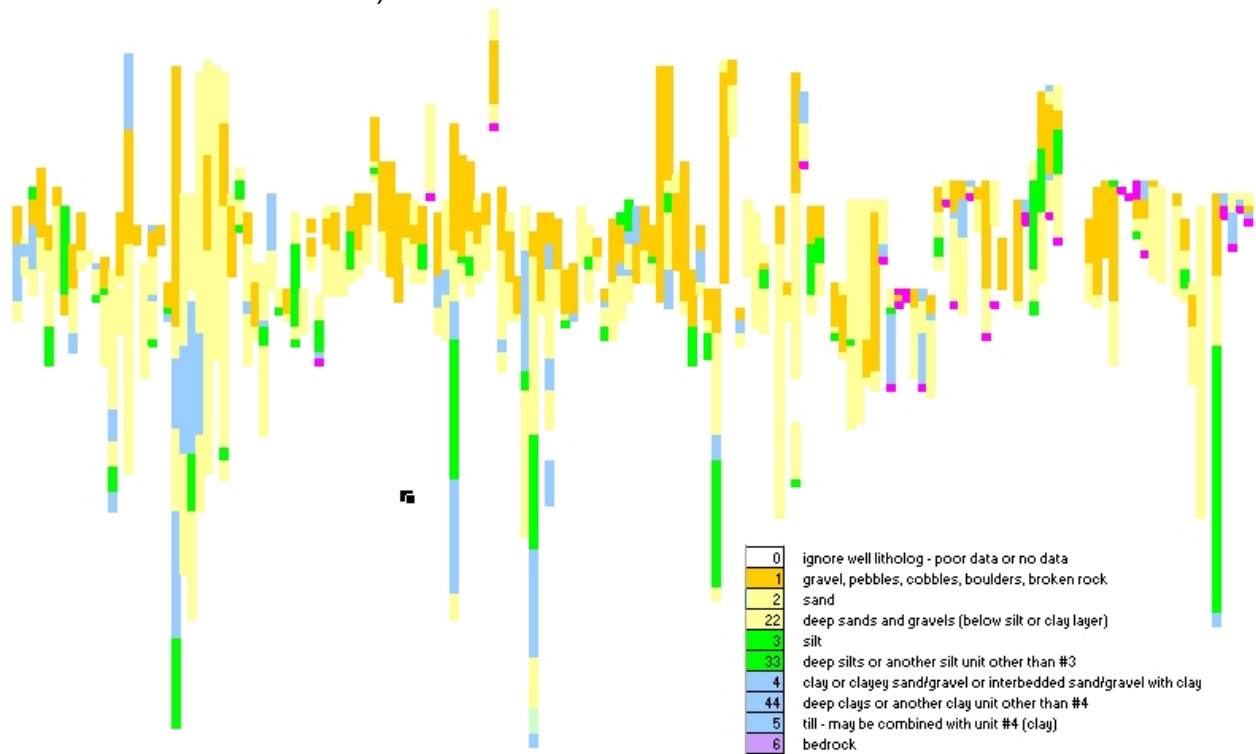 )
0 ignore well litholog - poor data or no data
1 gravel, pebbles, cobbles, boulders, broken rock
2 sand
22 deep sands and gravels (below silt or clay layer)
3 silt
33 deep silts or another silt unit other than #3
4 clay or clayey sand/gravel or interbedded sand/gravel with clay
44 deep clays or another clay unit other than #4
5 till - may be combined with unit #4 (clay)
6 bedrock